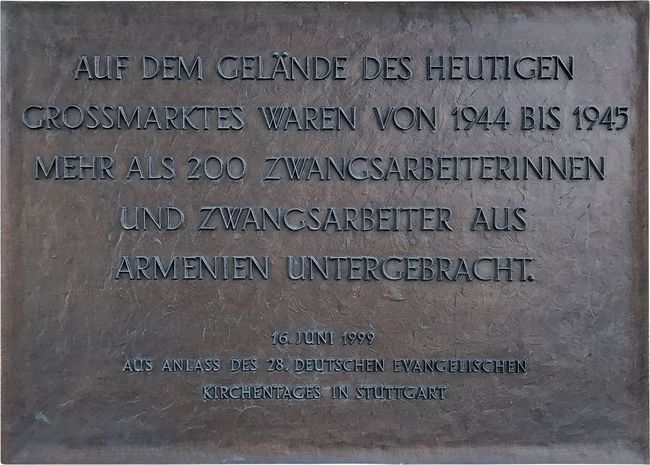 AUF DEM GELÄNDE DES HEUTIGEN
GROSSMARKTES WAREN VON 1944 BIS 1945
MEHR ALS 200 ZWANGSARBEITERINNEN
UND ZWANGSARBEITER AUS
ARMENIEN UNTERGEBRACHT.
16. JUNI 1999
AUS ANLASS DES 28. DEUTSCHEN EVANGELISCHEN
KIRCHENTAGES IN STUTTGART